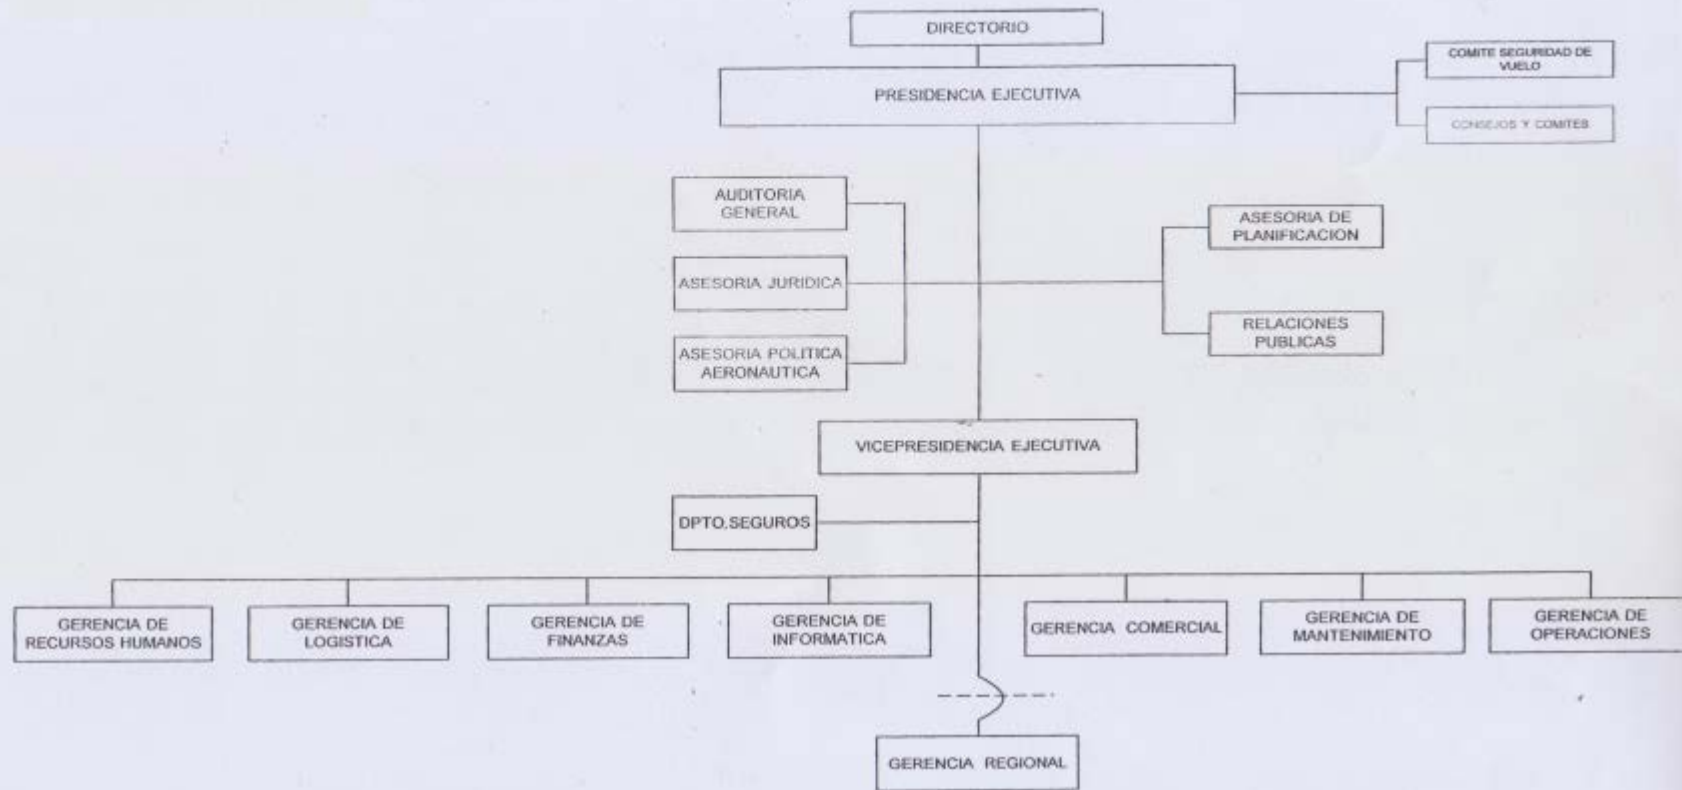 DIRECTORIO
PRESIDENCIA EJECUTIVA
COMITE SEGURIDAD DE
VUELO
CONSEJOS Y COMITES
AUDITORIA
GENERAL
ASESORIA JURIDICA
ASESORIA POLITICA
AERONAUTICA
ASESORIA DE
PLANIFICACION
RELACIONES
PUBLICAS
VICEPRESIDENCIA EJECUTIVA
DPTO.SEGUROS
GERENCIA DE
RECURSOS HUMANOS
GERENCIA DE
LOGISTICA
GERENCIA DE
FINANZAS
GERENCIA DE
INFORMATICA
GERENCIA COMERCIAL
GERENCIA DE
MANTENIMIENTO
GERENCIA DE
OPERACIONES
GERENCIA REGIONAL